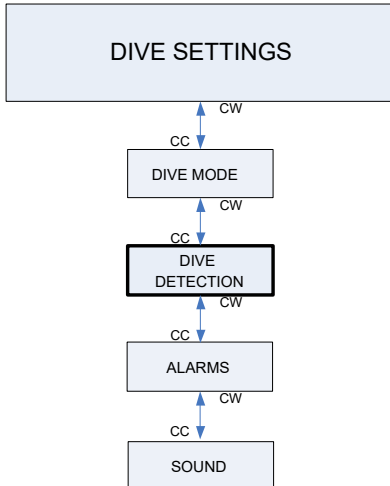 DIVE SETTINGS
CW
CC
DIVE MODE
CW
CC
DIVE
DETECTION
CW
CC
ALARMS
CW
CC
SOUND